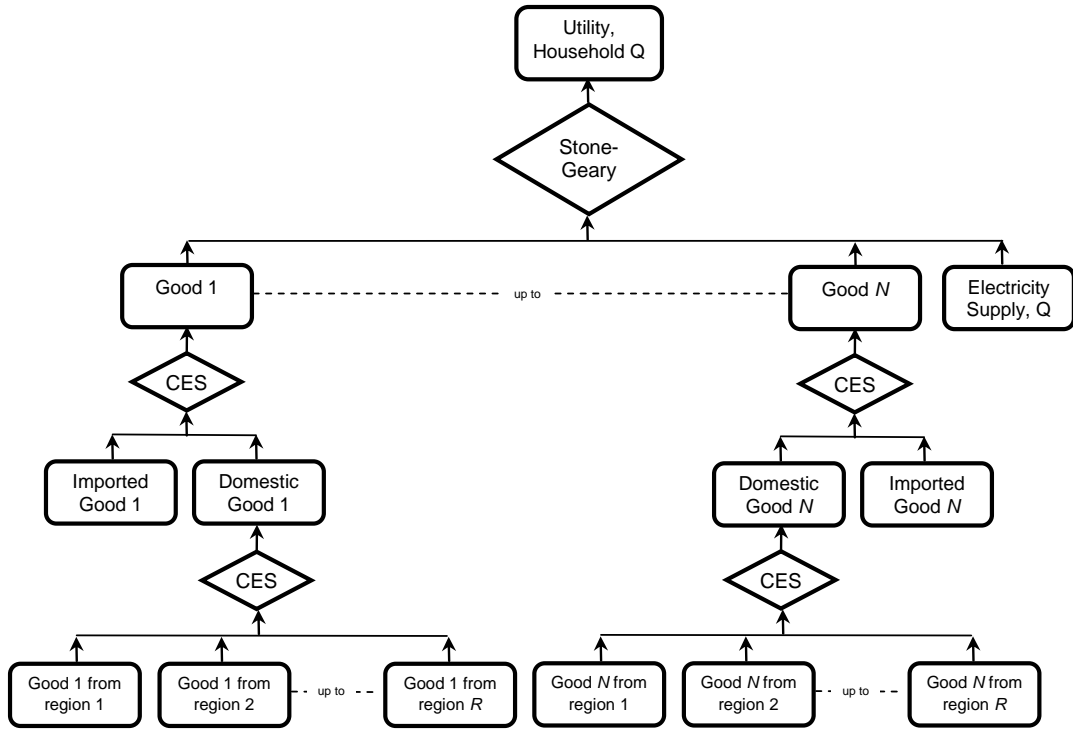 Utility,
Household Q
Stone-
Geary
Good 1
up to
Good N
Electricity
Supply, Q
CES
CES
Imported
Good 1
Domestic
Good 1
Domestic
Good N
Imported
Good N
CES
CES
Good 1 from
region 1
Good 1 from
region 2
up to
Good 1 from
region R
Good N from
region 1
Good N from
region 2
up to
Good N from
region R